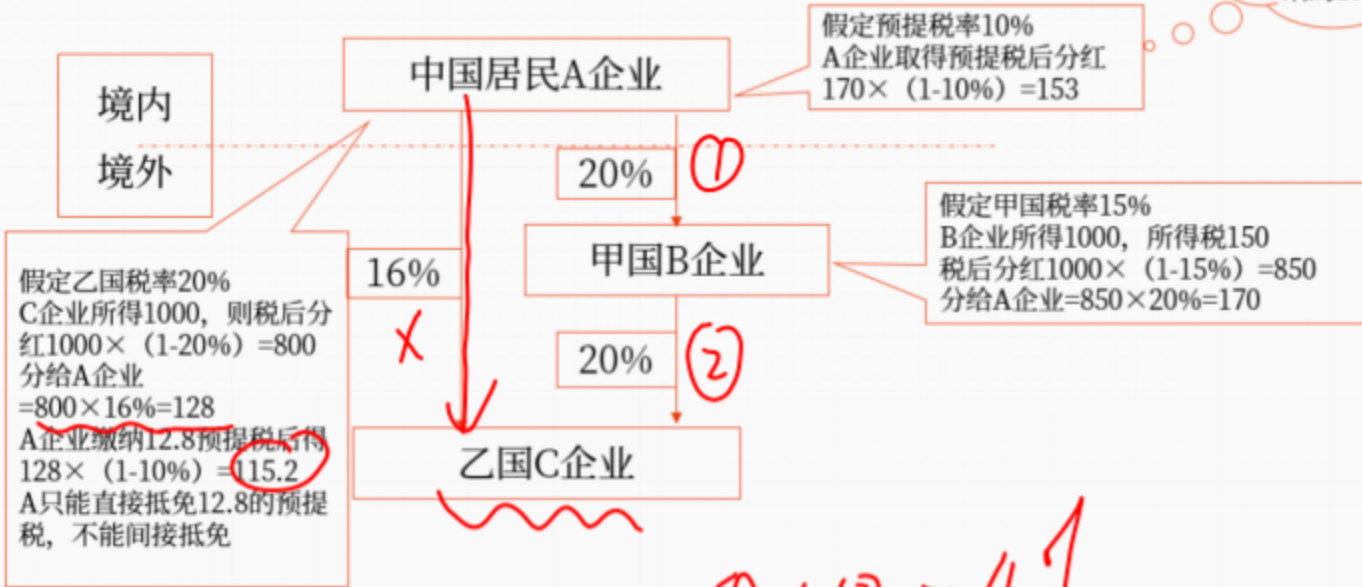 假定预提税率10%
A企业取得预提税后分红
170×（1-10%）=153
中国居民A企业
境内
境外
20%
①
假定甲国税率15%
B企业所得1000，所得税150
税后分红1000×（1-15%）=850
分给A企业=850×20%=170
甲国B企业
16%
X
20%
②
假定乙国税率20%
C企业所得1000，则税后分
红1000×（1-20%）=800
分给A企业
=800×16%=128
A企业缴纳12.8预提税后得
128×（1-10%）=115.2
A只能直接抵免12.8的预提
税，不能间接抵免
乙国C企业